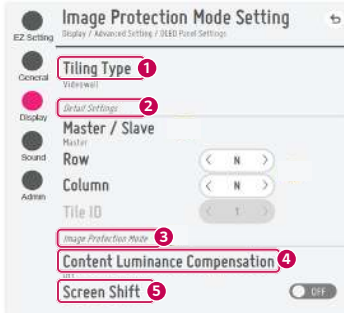 Image Protection Mode Setting
Display / Advanced Setting / OLED Panel Settings
EZ Setting
General
Display
Sound
Admin
Tiling Type 1
Videowall
Detail Settings 2
Master / Slave
Master
Row < N >
Column < N >
Tile ID < 1 >
Image Protection Mode 3
Content Luminance Compensation 4
Off
Screen Shift 5
OFF